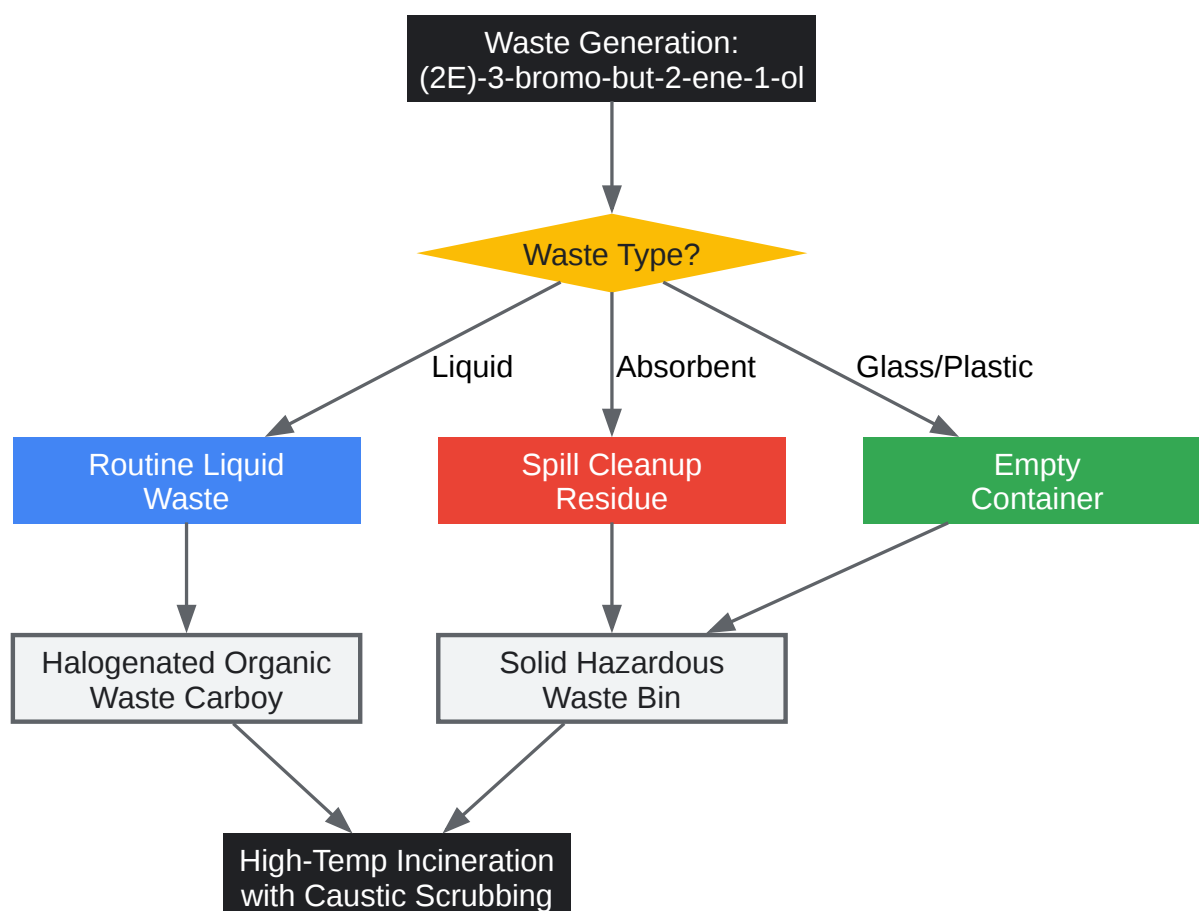 Waste Generation:
(2E)-3-bromo-but-2-ene-1-ol
Waste Type?
Liquid
Absorbent
Glass/Plastic
Routine Liquid
Waste
Spill Cleanup
Residue
Empty
Container
Halogenated Organic
Waste Carboy
Solid Hazardous
Waste Bin
High-Temp Incineration
with Caustic Scrubbing